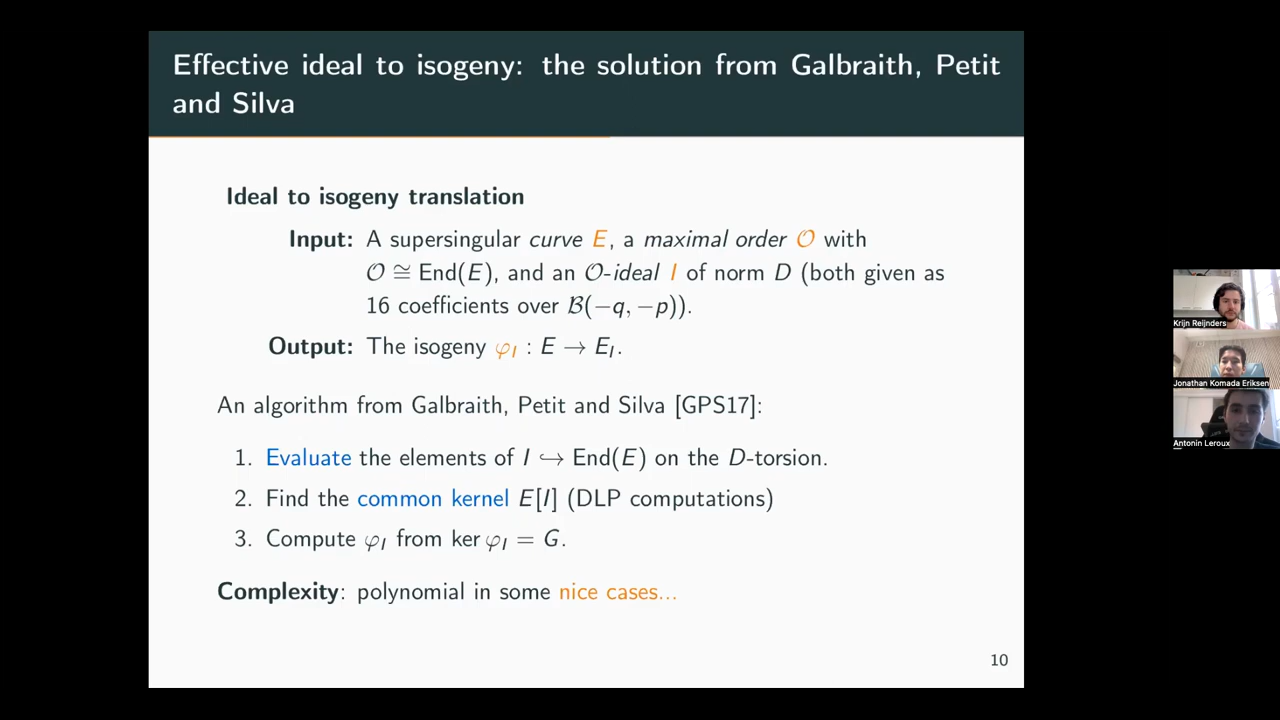 Effective ideal to isogeny: the solution from Galbraith, Petit
and Silva
Ideal to isogeny translation
Input: A supersingular curve E, a maximal order 𝒪 with
𝒪 ≅ End(E), and an 𝒪-ideal I of norm D (both given as
16 coefficients over ℬ(−q, −p)).
Output: The isogeny φ_I : E → E_I.
An algorithm from Galbraith, Petit and Silva [GPS17]:
1. Evaluate the elements of I ↪ End(E) on the D-torsion.
2. Find the common kernel E[I] (DLP computations)
3. Compute φ_I from ker φ_I = G.
Complexity: polynomial in some nice cases...
10
Krijn Reijnders
Jonathan Komada Eriksen
Antonin Leroux